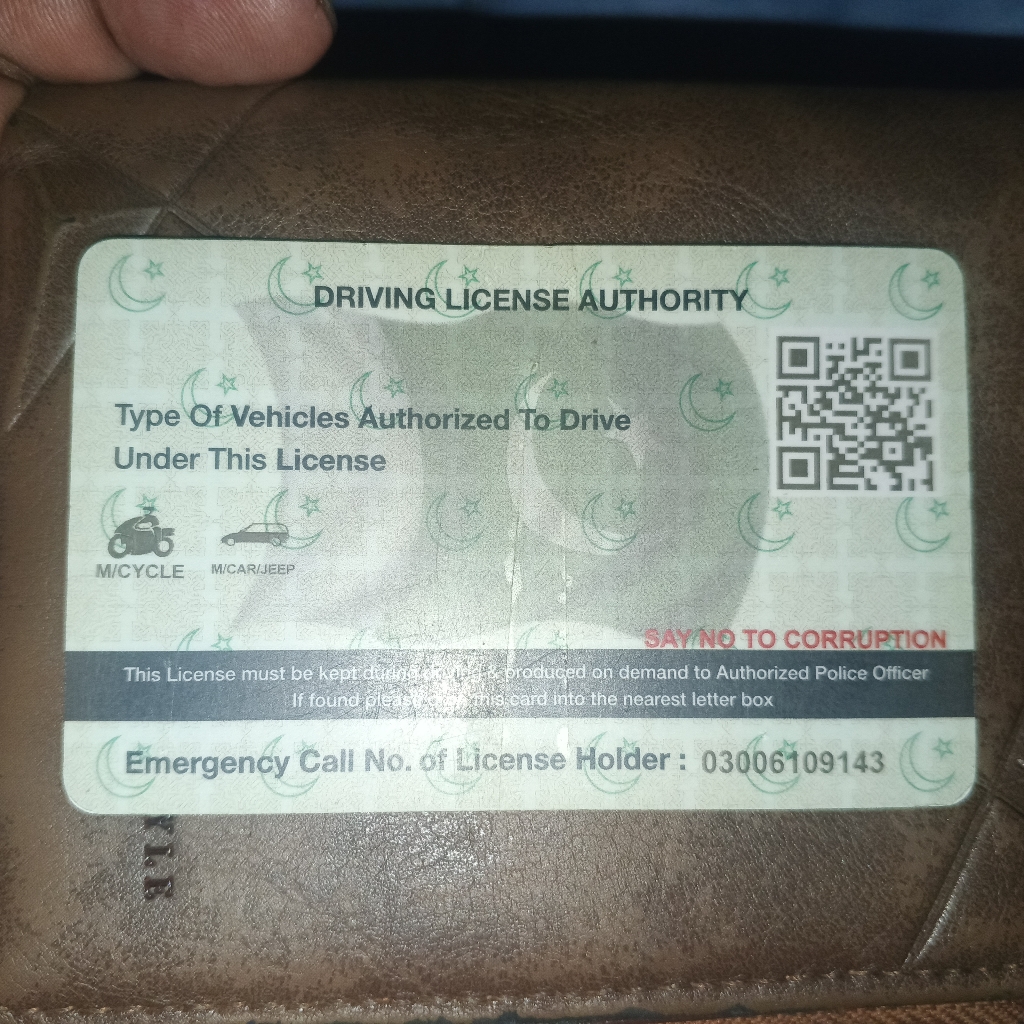 DRIVING LICENSE AUTHORITY
Type Of Vehicles Authorized To Drive
Under This License
M/CYCLE
M/CAR/JEEP
SAY NO TO CORRUPTION
This License must be kept during driving & produced on demand to Authorized Police Officer
If found please this card into the nearest letter box
Emergency Call No. of License Holder : 03006109143